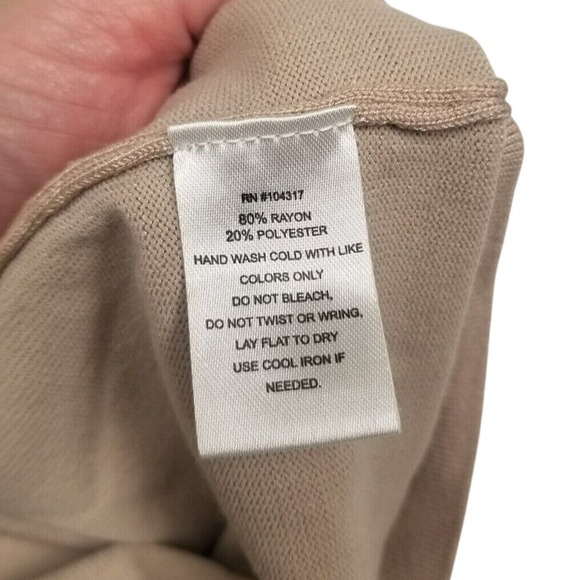 RN #104317
80% RAYON
20% POLYESTER
HAND WASH COLD WITH LIKE
COLORS ONLY
DO NOT BLEACH,
DO NOT TWIST OR WRING,
LAY FLAT TO DRY
USE COOL IRON IF
NEEDED.